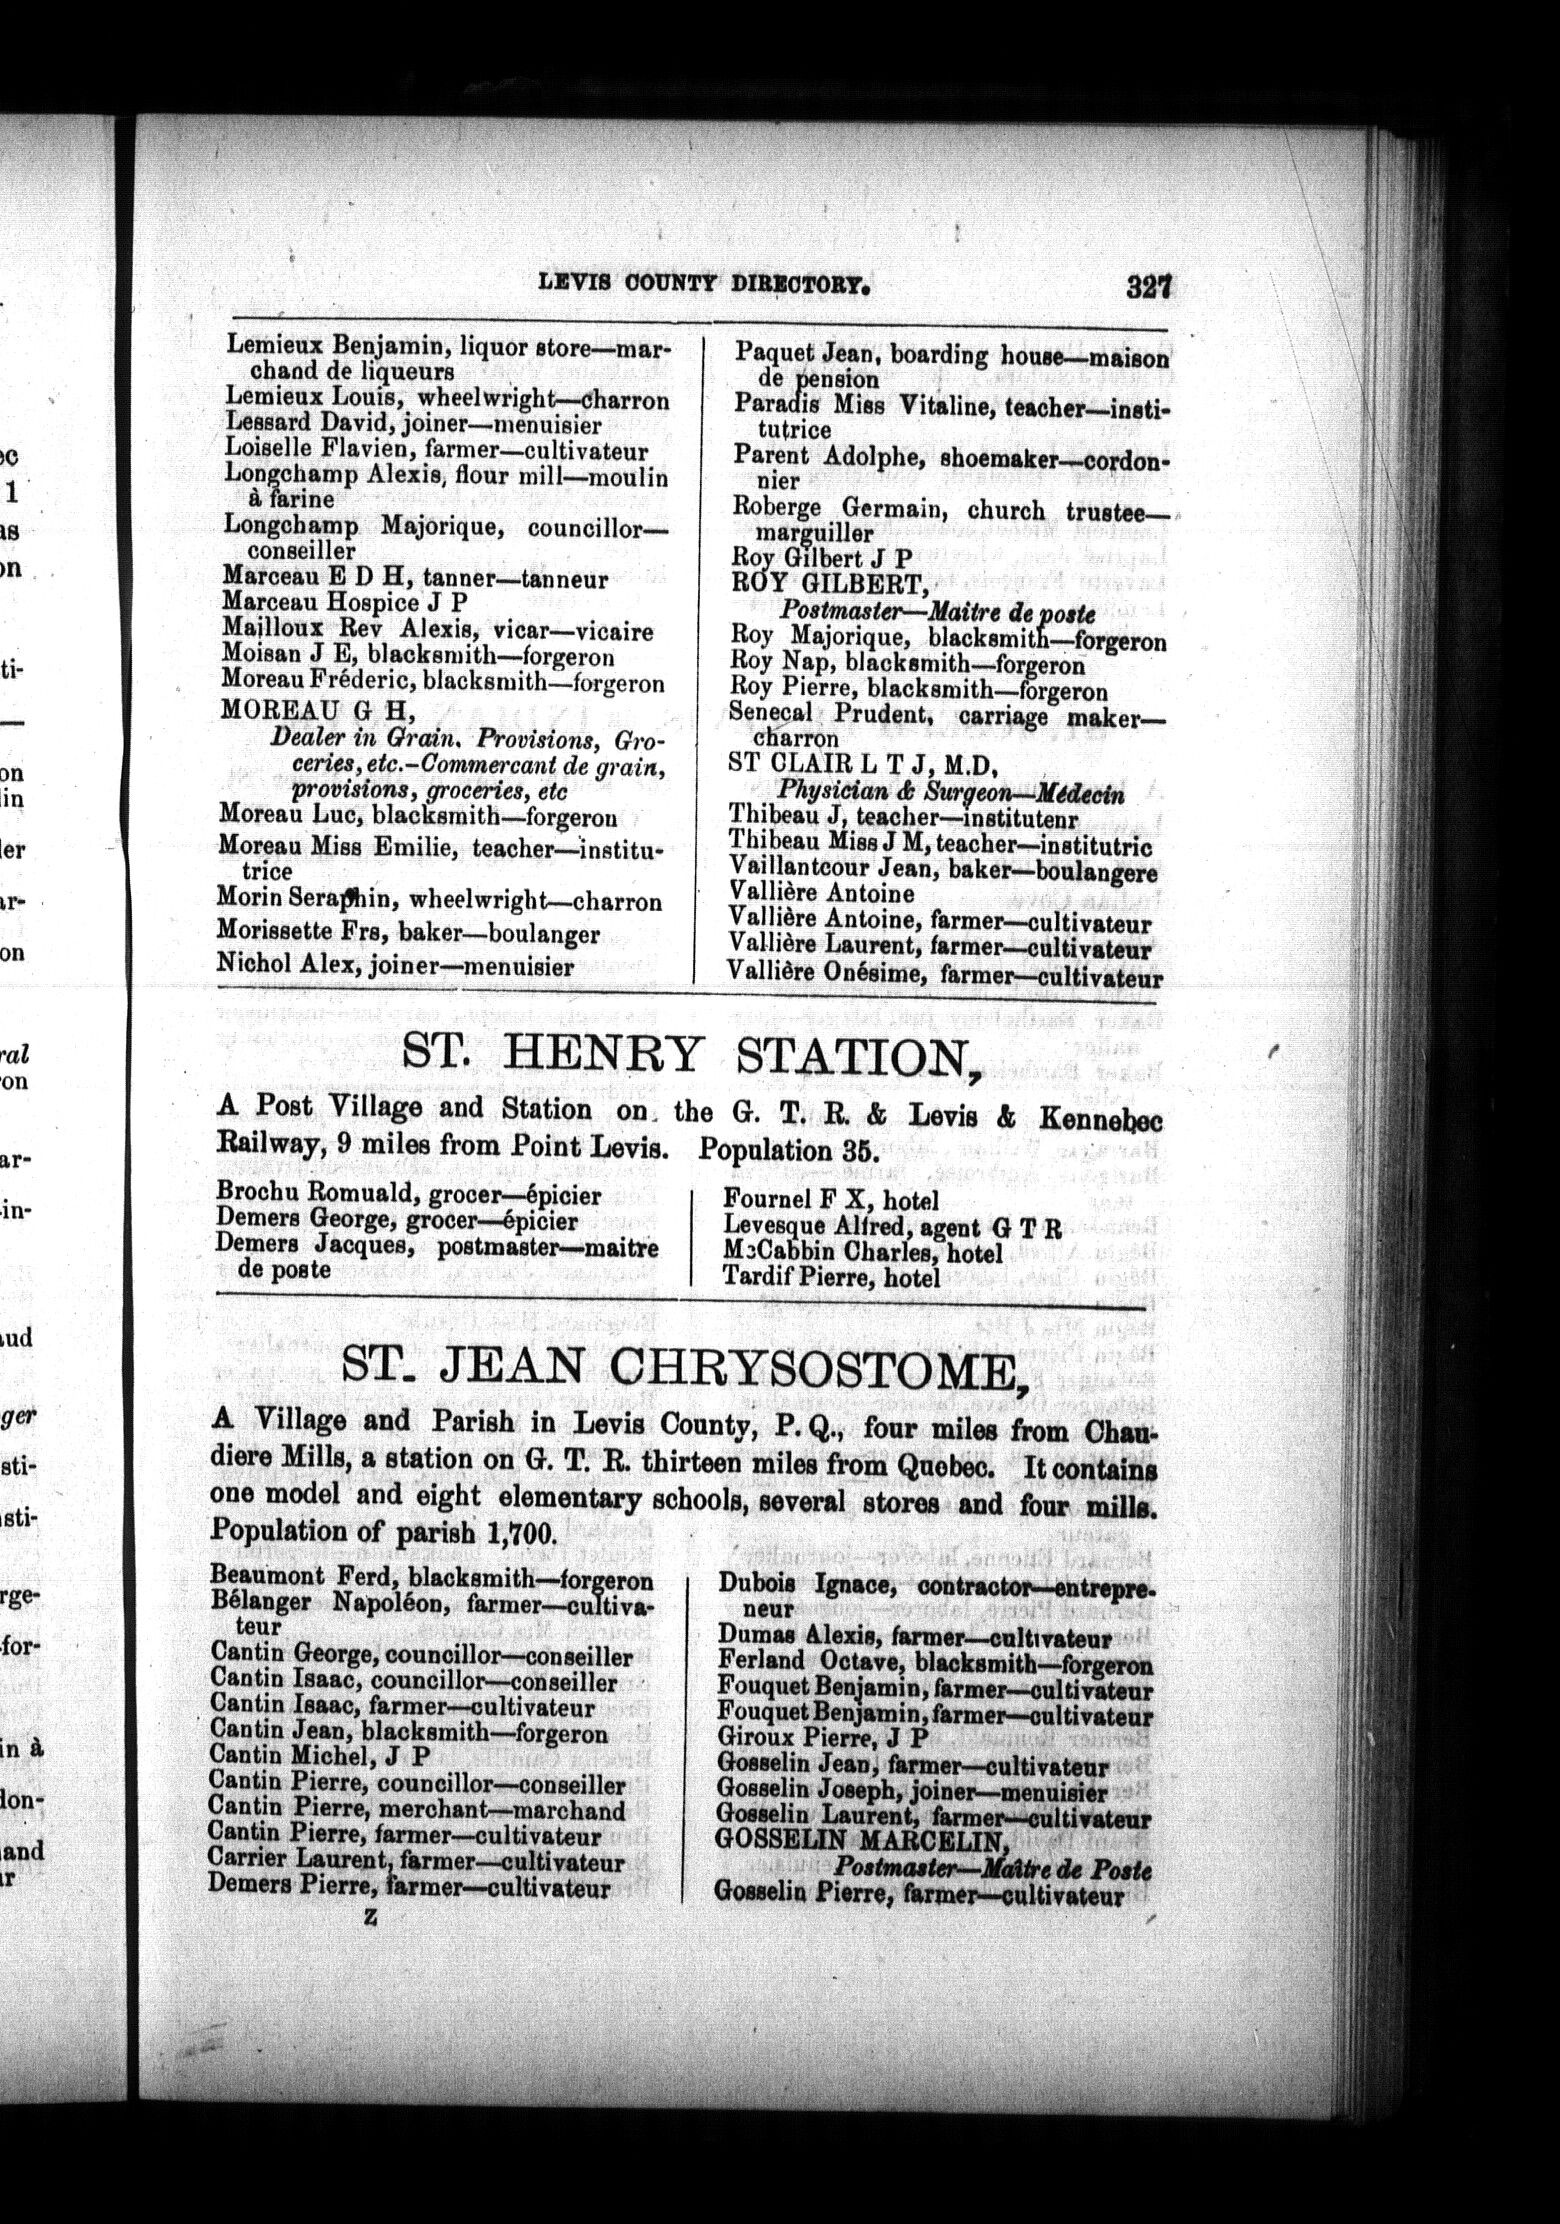 LEVIS COUNTY DIRECTORY. 327
Lemieux Benjamin, liquor store—mar-
chand de liqueurs
Lemieux Louis, wheelwright—charron
Lessard David, joiner—menuisier
Loiselle Flavien, farmer—cultivateur
Longchamp Alexis, flour mill—moulin
à farine
Longchamp Majorique, councillor—
conseiller
Marceau E D H, tanner—tanneur
Marceau Hospice J P
Mailloux Rev Alexis, vicar—vicaire
Moisan J E, blacksmith—forgeron
Moreau Fréderic, blacksmith—forgeron
MOREAU G H,
Dealer in Grain. Provisions, Gro-
ceries, etc.—Commercant de grain,
provisions, groceries, etc
Moreau Luc, blacksmith—forgeron
Moreau Miss Emilie, teacher—institu-
trice
Morin Seraphin, wheelwright—charron
Morissette Frs, baker—boulanger
Nichol Alex, joiner—menuisier
Paquet Jean, boarding house—maison
de pension
Paradis Miss Vitaline, teacher—insti-
tutrice
Parent Adolphe, shoemaker—cordon-
nier
Roberge Germain, church trustee—
marguiller
Roy Gilbert J P
ROY GILBERT,
Postmaster—Maitre de poste
Roy Majorique, blacksmith—forgeron
Roy Nap, blacksmith—forgeron
Roy Pierre, blacksmith—forgeron
Senecal Prudent, carriage maker—
charron
ST CLAIR L T J, M.D,
Physician & Surgeon—Médecin
Thibeau J, teacher—institutenr
Thibeau Miss J M, teacher—institutric
Vaillantcour Jean, baker—boulangere
Vallière Antoine
Vallière Antoine, farmer—cultivateur
Vallière Laurent, farmer—cultivateur
Vallière Onésime, farmer—cultivateur
ST. HENRY STATION,
A Post Village and Station on the G. T. R. & Levis & Kennebec
Railway, 9 miles from Point Levis. Population 35.
Brochu Romuald, grocer—épicier
Demers George, grocer—épicier
Demers Jacques, postmaster—maitre
de poste
Fournel F X, hotel
Levesque Alfred, agent G T R
McCabbin Charles, hotel
Tardif Pierre, hotel
ST. JEAN CHRYSOSTOME,
A Village and Parish in Levis County, P. Q., four miles from Chau-
diere Mills, a station on G. T. R. thirteen miles from Quebec. It contains
one model and eight elementary schools, several stores and four mills.
Population of parish 1,700.
Beaumont Ferd, blacksmith—forgeron
Bélanger Napoléon, farmer—cultiva-
teur
Cantin George, councillor—conseiller
Cantin Isaac, councillor—conseiller
Cantin Isaac, farmer—cultivateur
Cantin Jean, blacksmith—forgeron
Cantin Michel, J P
Cantin Pierre, councillor—conseiller
Cantin Pierre, merchant—marchand
Cantin Pierre, farmer—cultivateur
Carrier Laurent, farmer—cultivateur
Demers Pierre, farmer—cultivateur
Z
Dubois Ignace, contractor—entrepre-
neur
Dumas Alexis, farmer—cultivateur
Ferland Octave, blacksmith—forgeron
Fouquet Benjamin, farmer—cultivateur
Fouquet Benjamin, farmer—cultivateur
Giroux Pierre, J P
Gosselin Jean, farmer—cultivateur
Gosselin Joseph, joiner—menuisier
Gosselin Laurent, farmer—cultivateur
GOSSELIN MARCELIN,
Postmaster—Maître de Poste
Gosselin Pierre, farmer—cultivateur